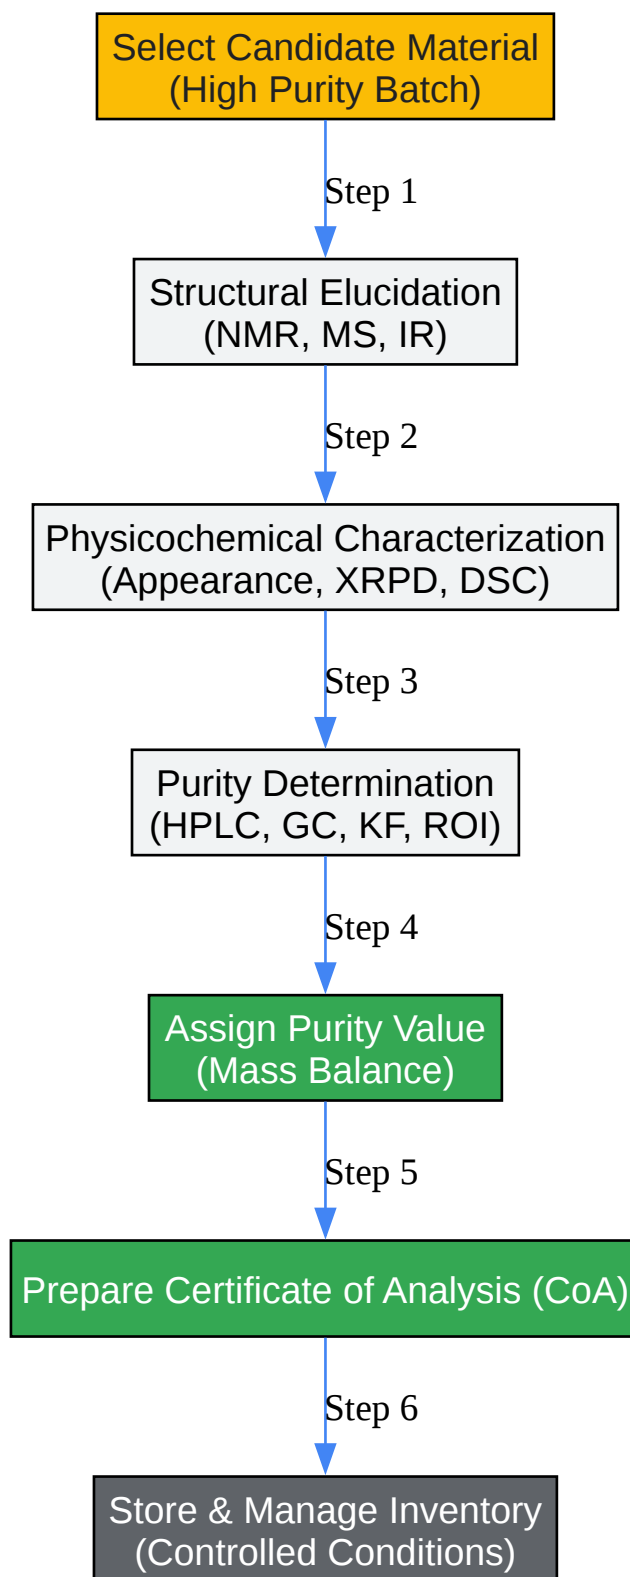 Select Candidate Material
(High Purity Batch)
Step 1
Structural Elucidation
(NMR, MS, IR)
Step 2
Physicochemical Characterization
(Appearance, XRPD, DSC)
Step 3
Purity Determination
(HPLC, GC, KF, ROI)
Step 4
Assign Purity Value
(Mass Balance)
Step 5
Prepare Certificate of Analysis (CoA)
Step 6
Store & Manage Inventory
(Controlled Conditions)